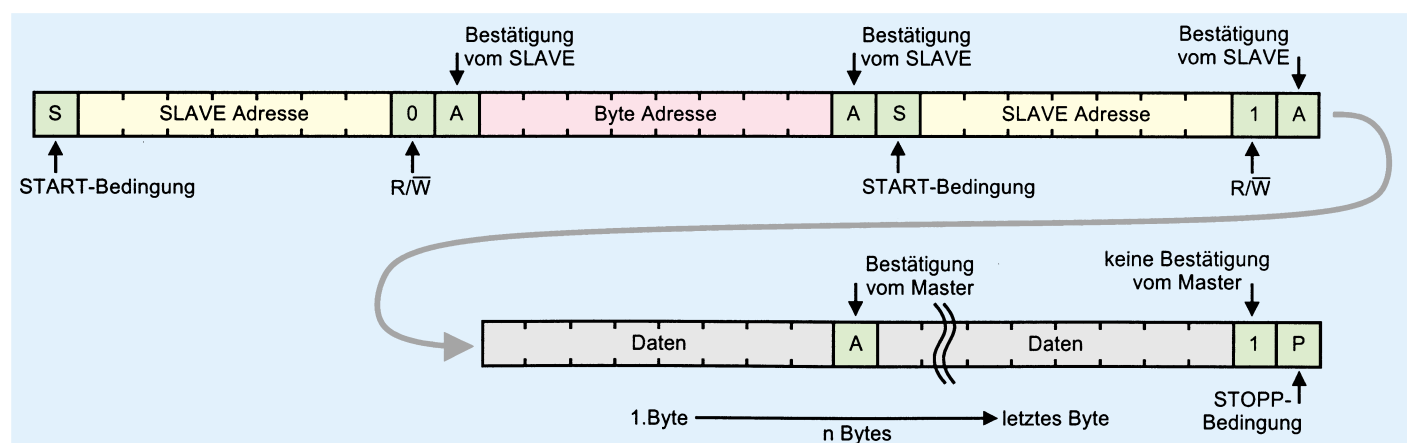 Bestätigung
vom SLAVE
Bestätigung
vom SLAVE
Bestätigung
vom SLAVE
S SLAVE Adresse 0 A Byte Adresse A S SLAVE Adresse 1 A
START-Bedingung R/W̅ START-Bedingung R/W̅
Bestätigung
vom Master
keine Bestätigung
vom Master
Daten A Daten 1 P
STOPP-
Bedingung
1.Byte letztes Byte
n Bytes